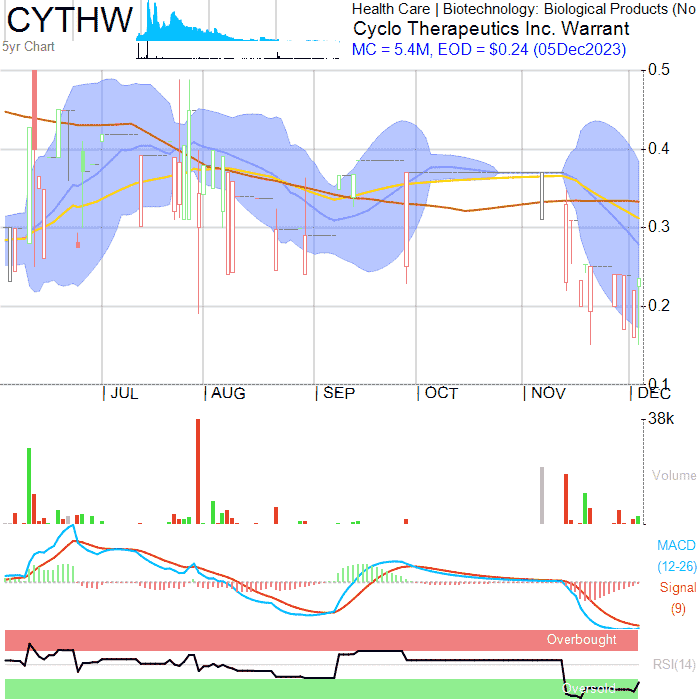 CYTHW
5yr Chart
Health Care | Biotechnology: Biological Products (No
Cyclo Therapeutics Inc. Warrant
MC = 5.4M, EOD = $0.24 (05Dec2023)
0.5
0.4
0.3
0.2
0.1
| JUL | AUG | SEP | OCT | NOV | DEC
38k
Volume
MACD
(12-26)
Signal
(9)
Overbought
RSI(14)
Oversold